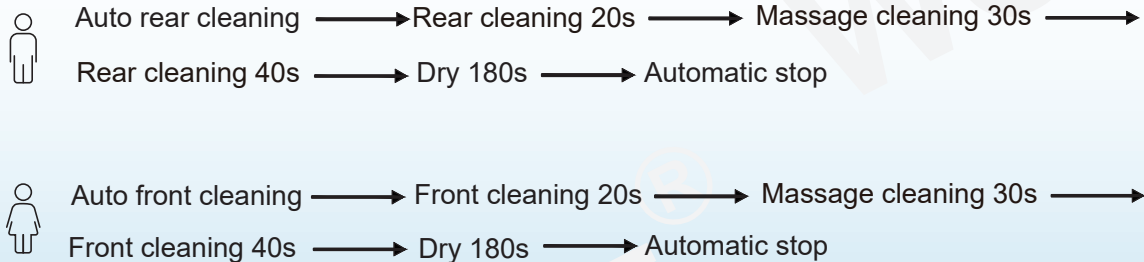 Auto rear cleaning → Rear cleaning 20s → Massage cleaning 30s →
Rear cleaning 40s → Dry 180s → Automatic stop
Auto front cleaning → Front cleaning 20s → Massage cleaning 30s →
Front cleaning 40s → Dry 180s → Automatic stop